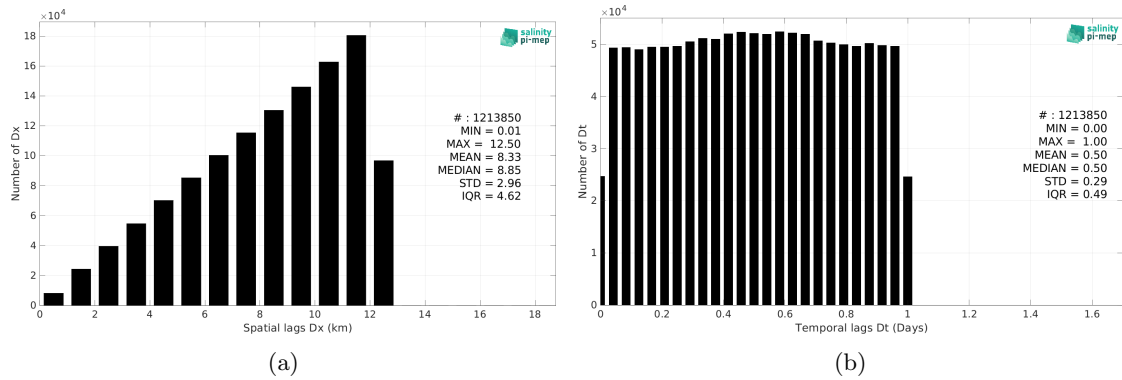 ×10⁴
18
16
14
12
10
8
6
4
2
0
Number of Dx
0 2 4 6 8 10 12 14 16 18
Spatial lags Dx (km)
salinity
pi-mep
# : 1213850
MIN = 0.01
MAX = 12.50
MEAN = 8.33
MEDIAN = 8.85
STD = 2.96
IQR = 4.62
(a)
×10⁴
5
4
3
2
1
0
Number of Dt
0 0.2 0.4 0.6 0.8 1 1.2 1.4 1.6
Temporal lags Dt (Days)
salinity
pi-mep
# : 1213850
MIN = 0.00
MAX = 1.00
MEAN = 0.50
MEDIAN = 0.50
STD = 0.29
IQR = 0.49
(b)